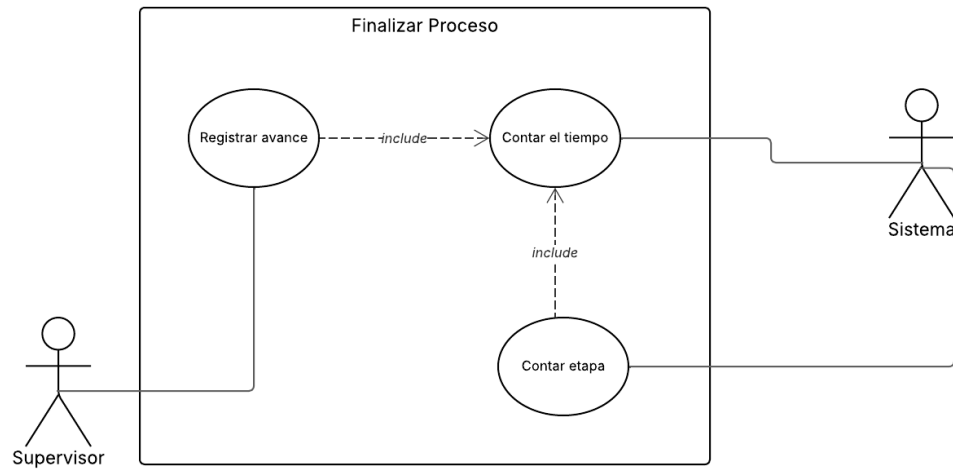 Finalizar Proceso
Registrar avance
include
Contar el tiempo
Sistema
include
Contar etapa
Supervisor